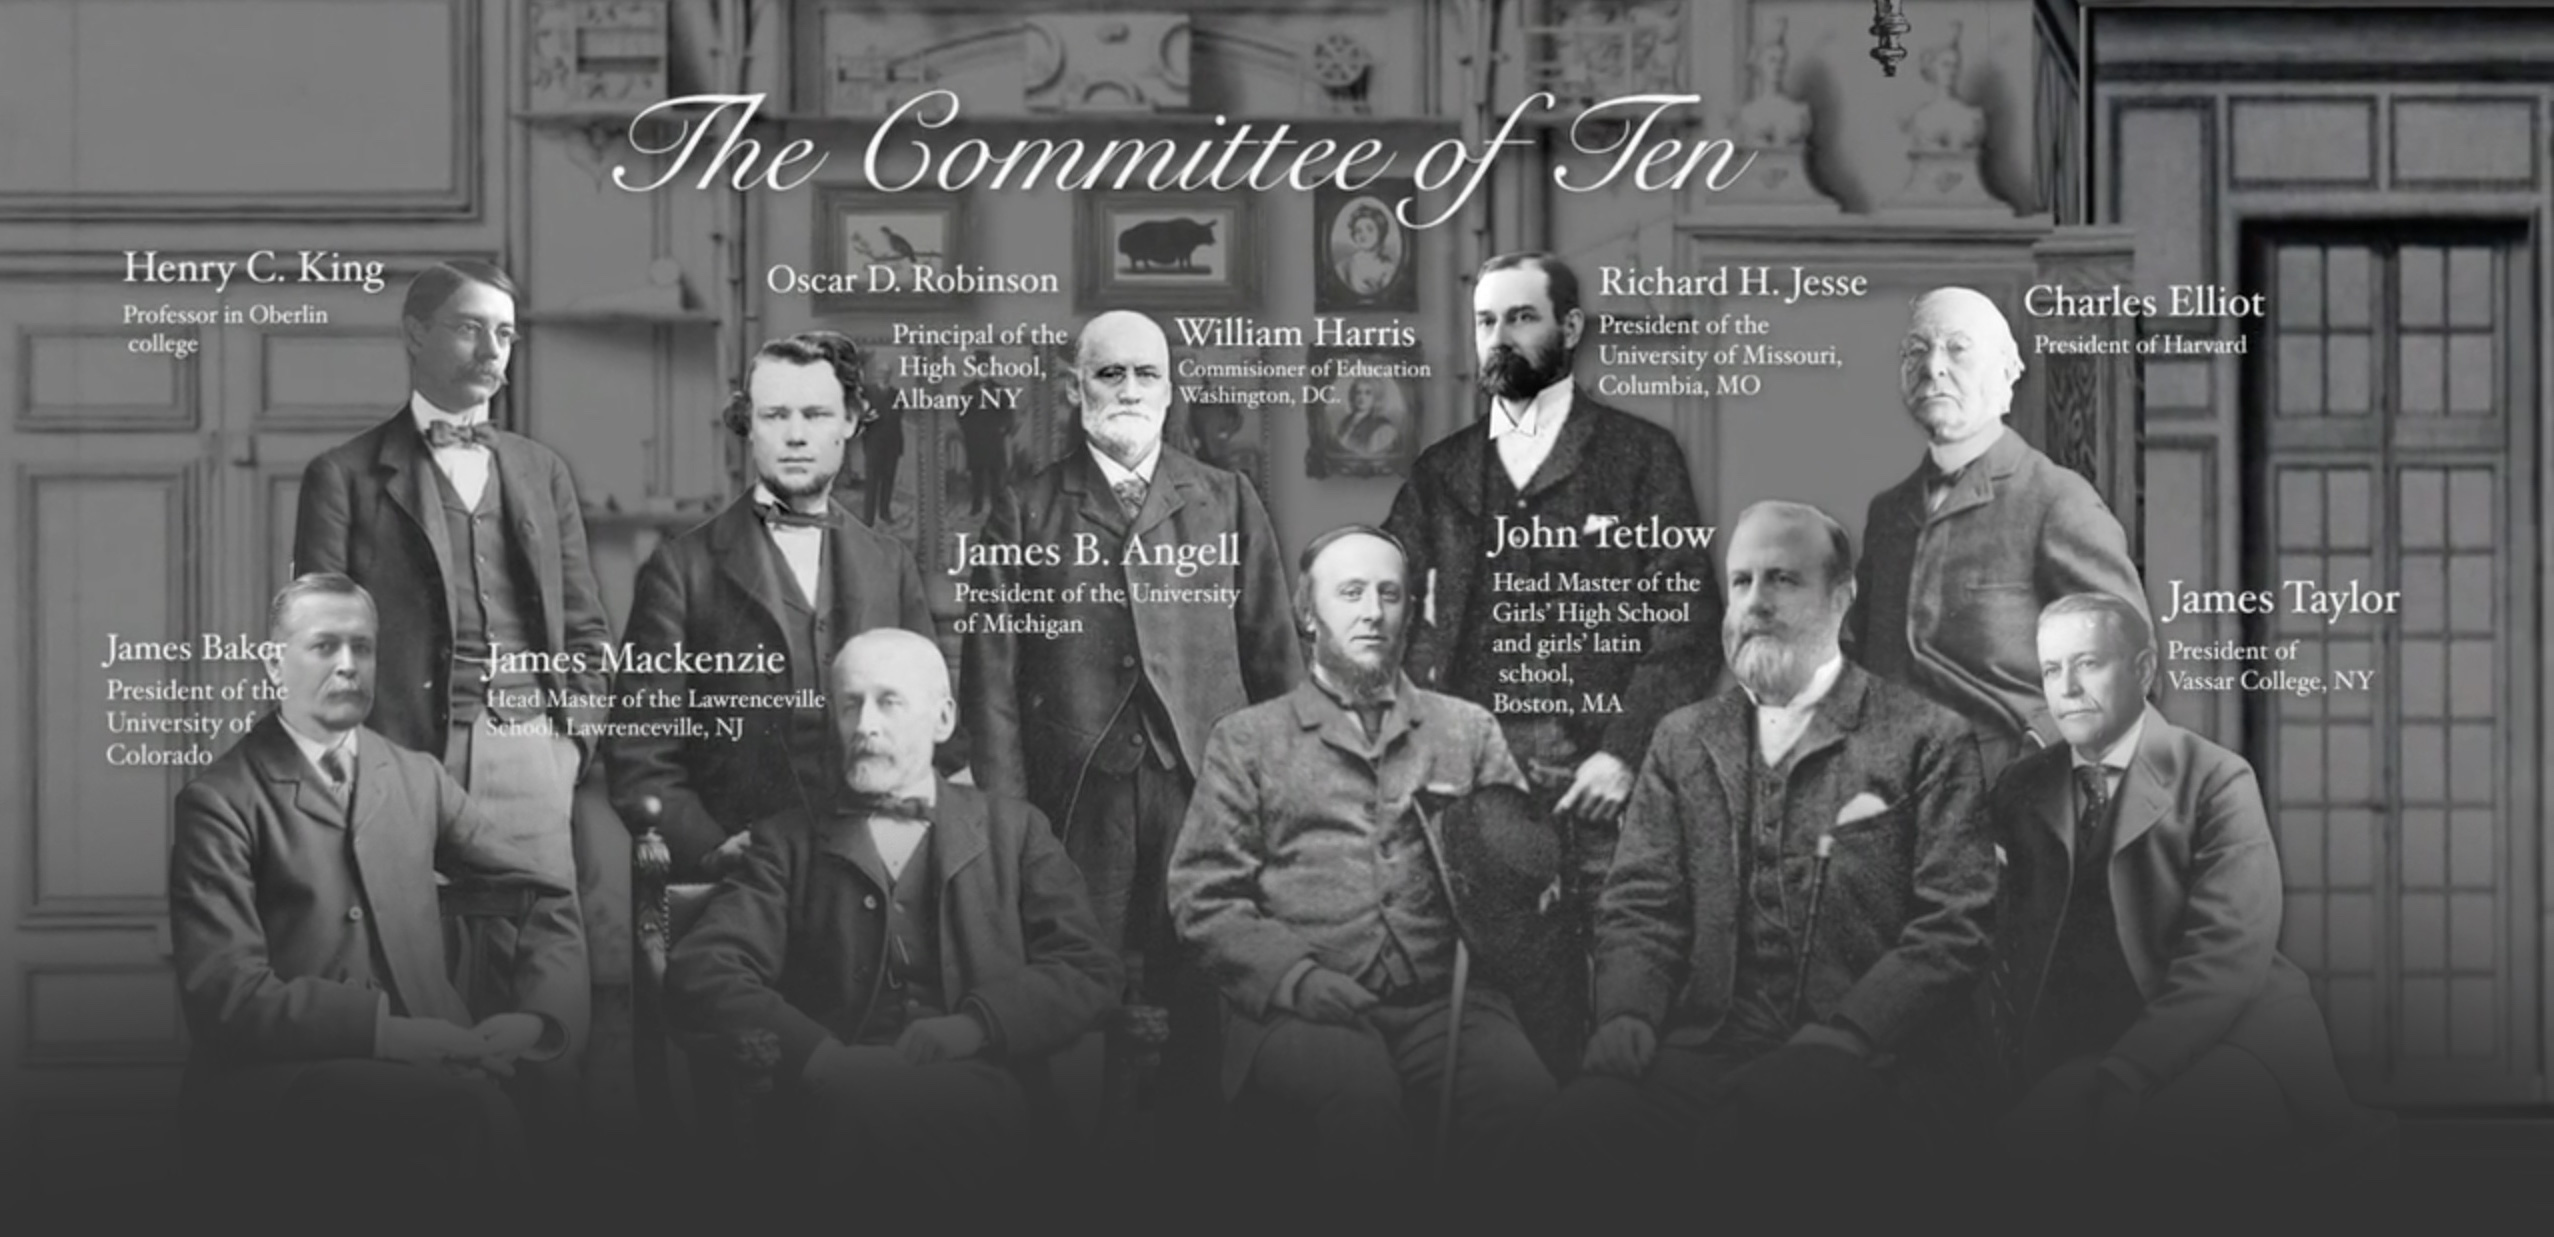 The Committee of Ten
Henry C. King
Professor in Oberlin
college
Oscar D. Robinson
Principal of the
High School,
Albany NY
William Harris
Commisioner of Education
Washington, DC.
Richard H. Jesse
President of the
University of Missouri,
Columbia, MO
Charles Elliot
President of Harvard
James Baker
President of the
University of
Colorado
James Mackenzie
Head Master of the Lawrenceville
School, Lawrenceville, NJ
James B. Angell
President of the University
of Michigan
John Tetlow
Head Master of the
Girls' High School
and girls' latin
school,
Boston, MA
James Taylor
President of
Vassar College, NY